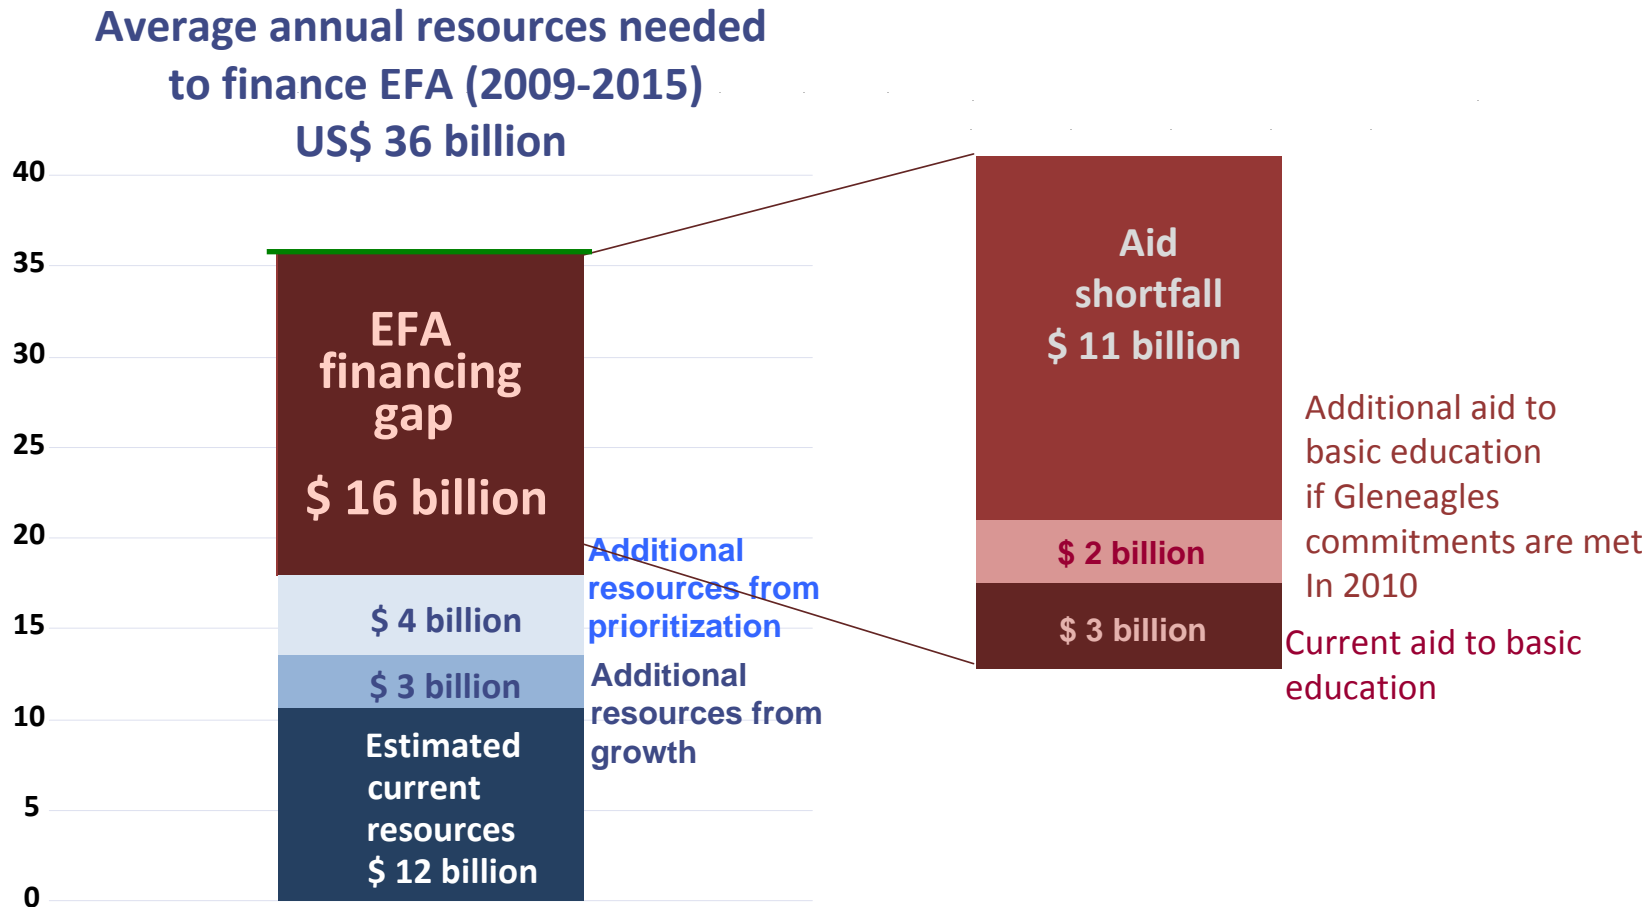 Average annual resources needed
to finance EFA (2009-2015)
US$ 36 billion
40
35
30
25
20
15
10
5
0
EFA
financing
gap
$ 16 billion
$ 4 billion
$ 3 billion
Estimated
current
resources
$ 12 billion
Additional
resources from
prioritization
Additional
resources from
growth
Aid
shortfall
$ 11 billion
$ 2 billion
$ 3 billion
Additional aid to
basic education
if Gleneagles
commitments are met
In 2010
Current aid to basic
education